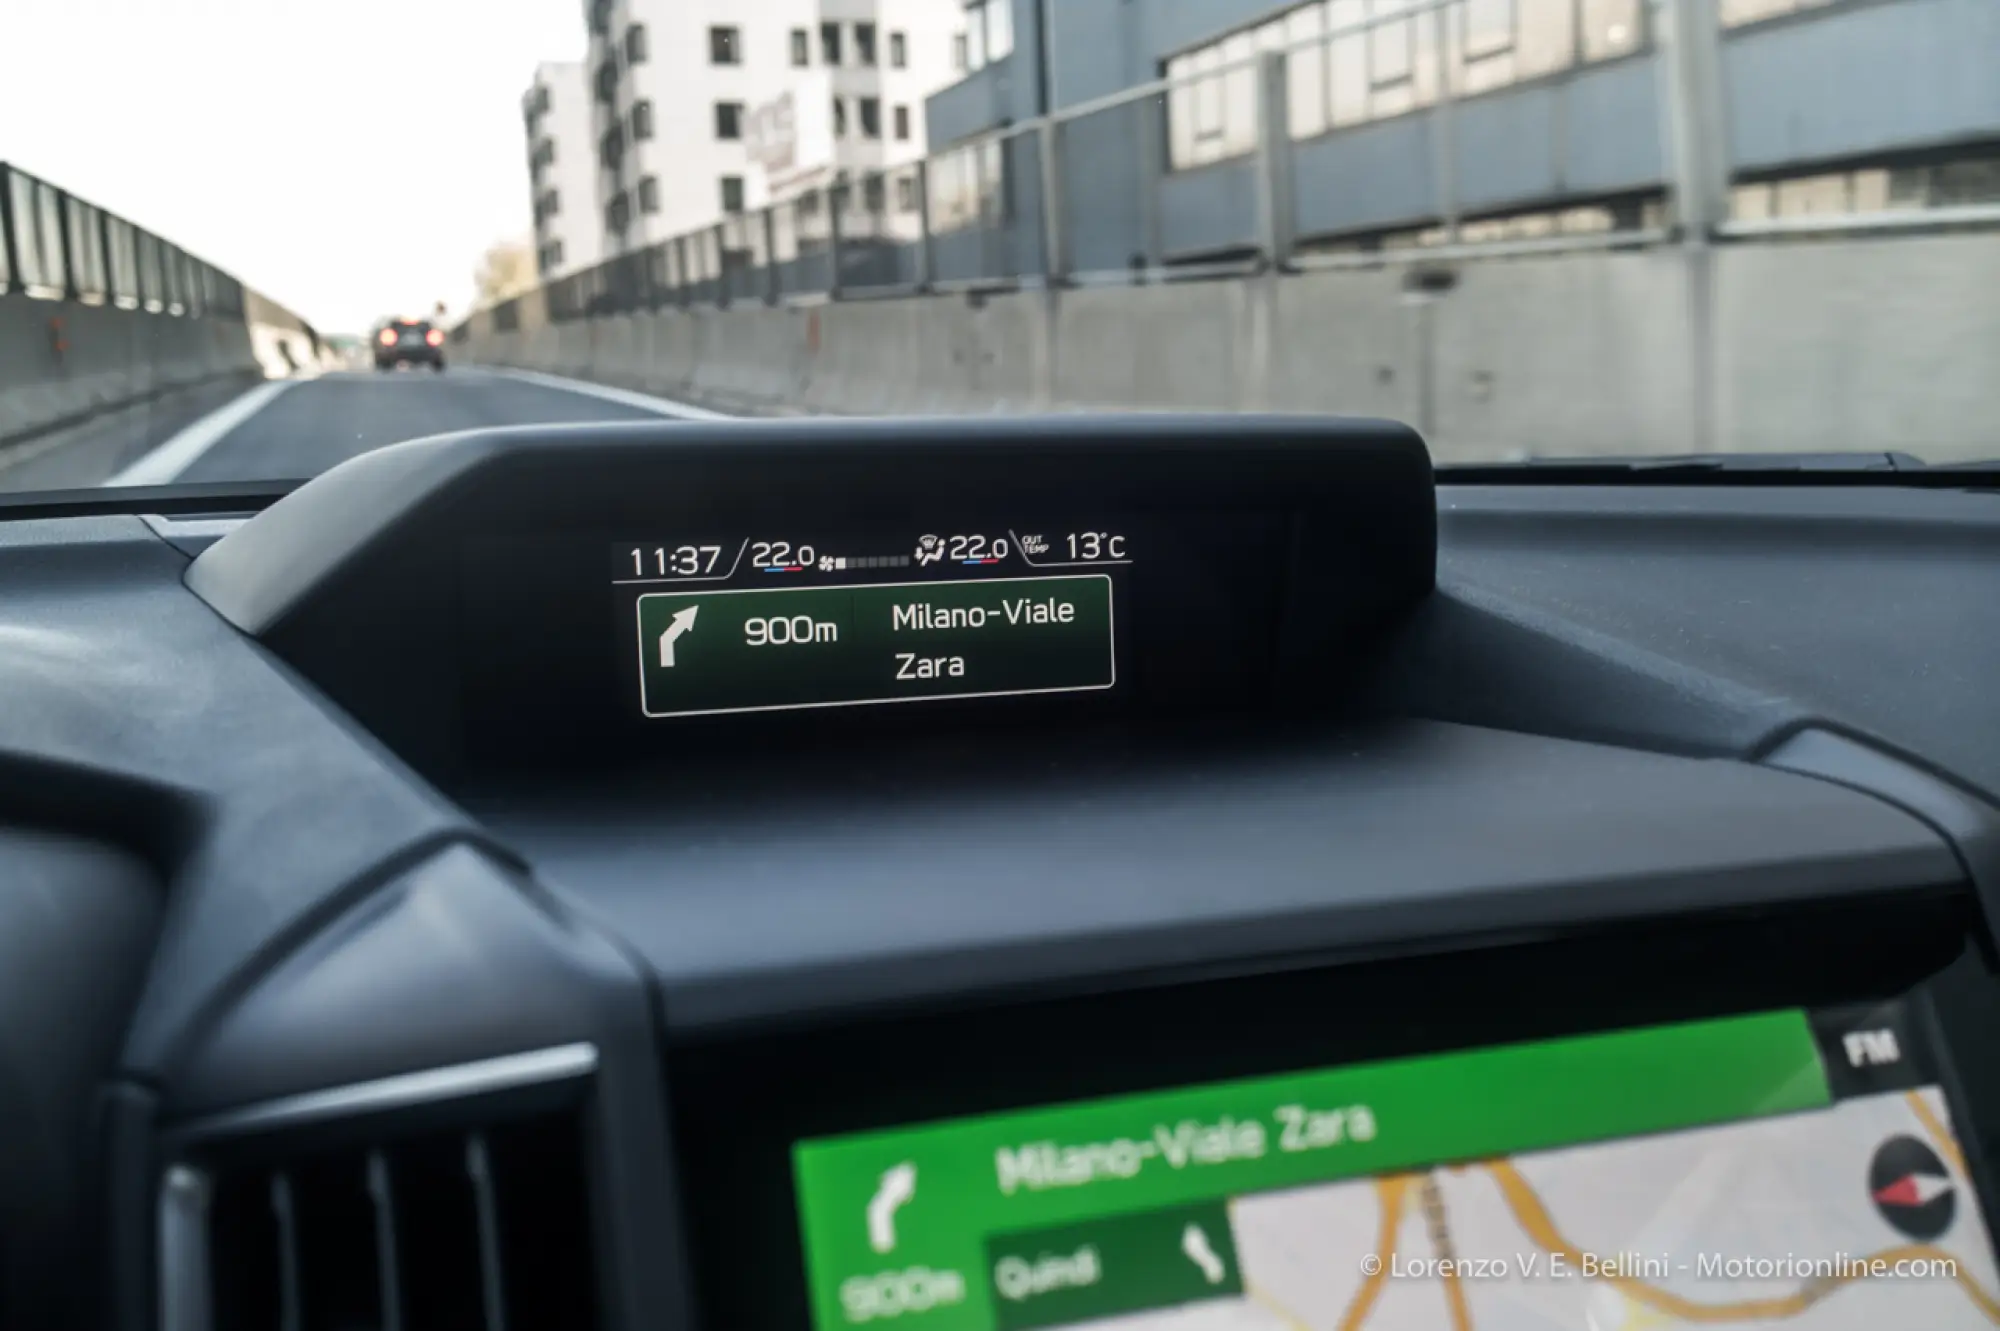 11:37 22.0 22.0 OUT TEMP 13°C
900m Milano-Viale
Zara
FM
Milano-Viale Zara
900m Quindi
© Lorenzo V. E. Bellini - Motorionline.com